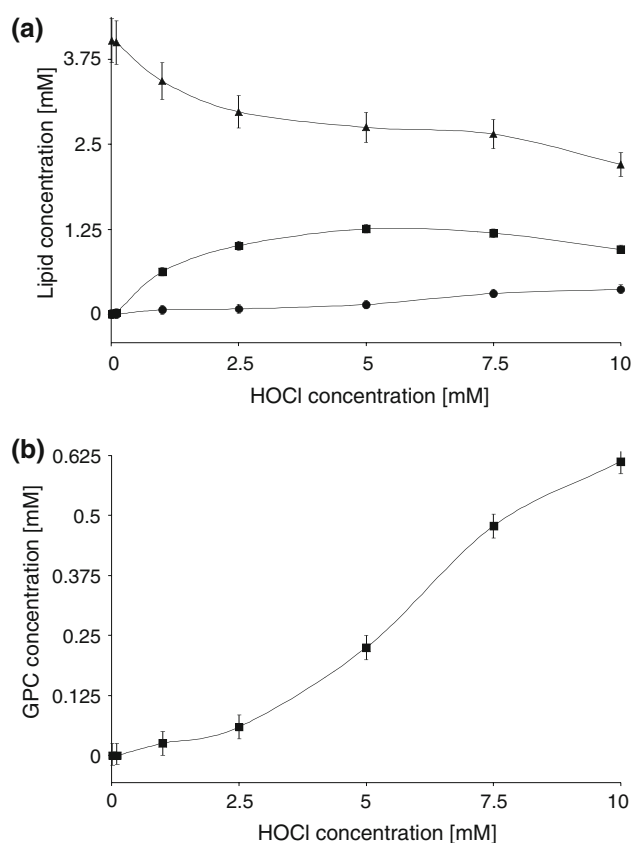 (a)
3.75
2.5
1.25
0
Lipid concentration [mM]
0 2.5 5 7.5 10
HOCl concentration [mM]
(b)
0.625
0.5
0.375
0.25
0.125
0
GPC concentration [mM]
0 2.5 5 7.5 10
HOCl concentration [mM]